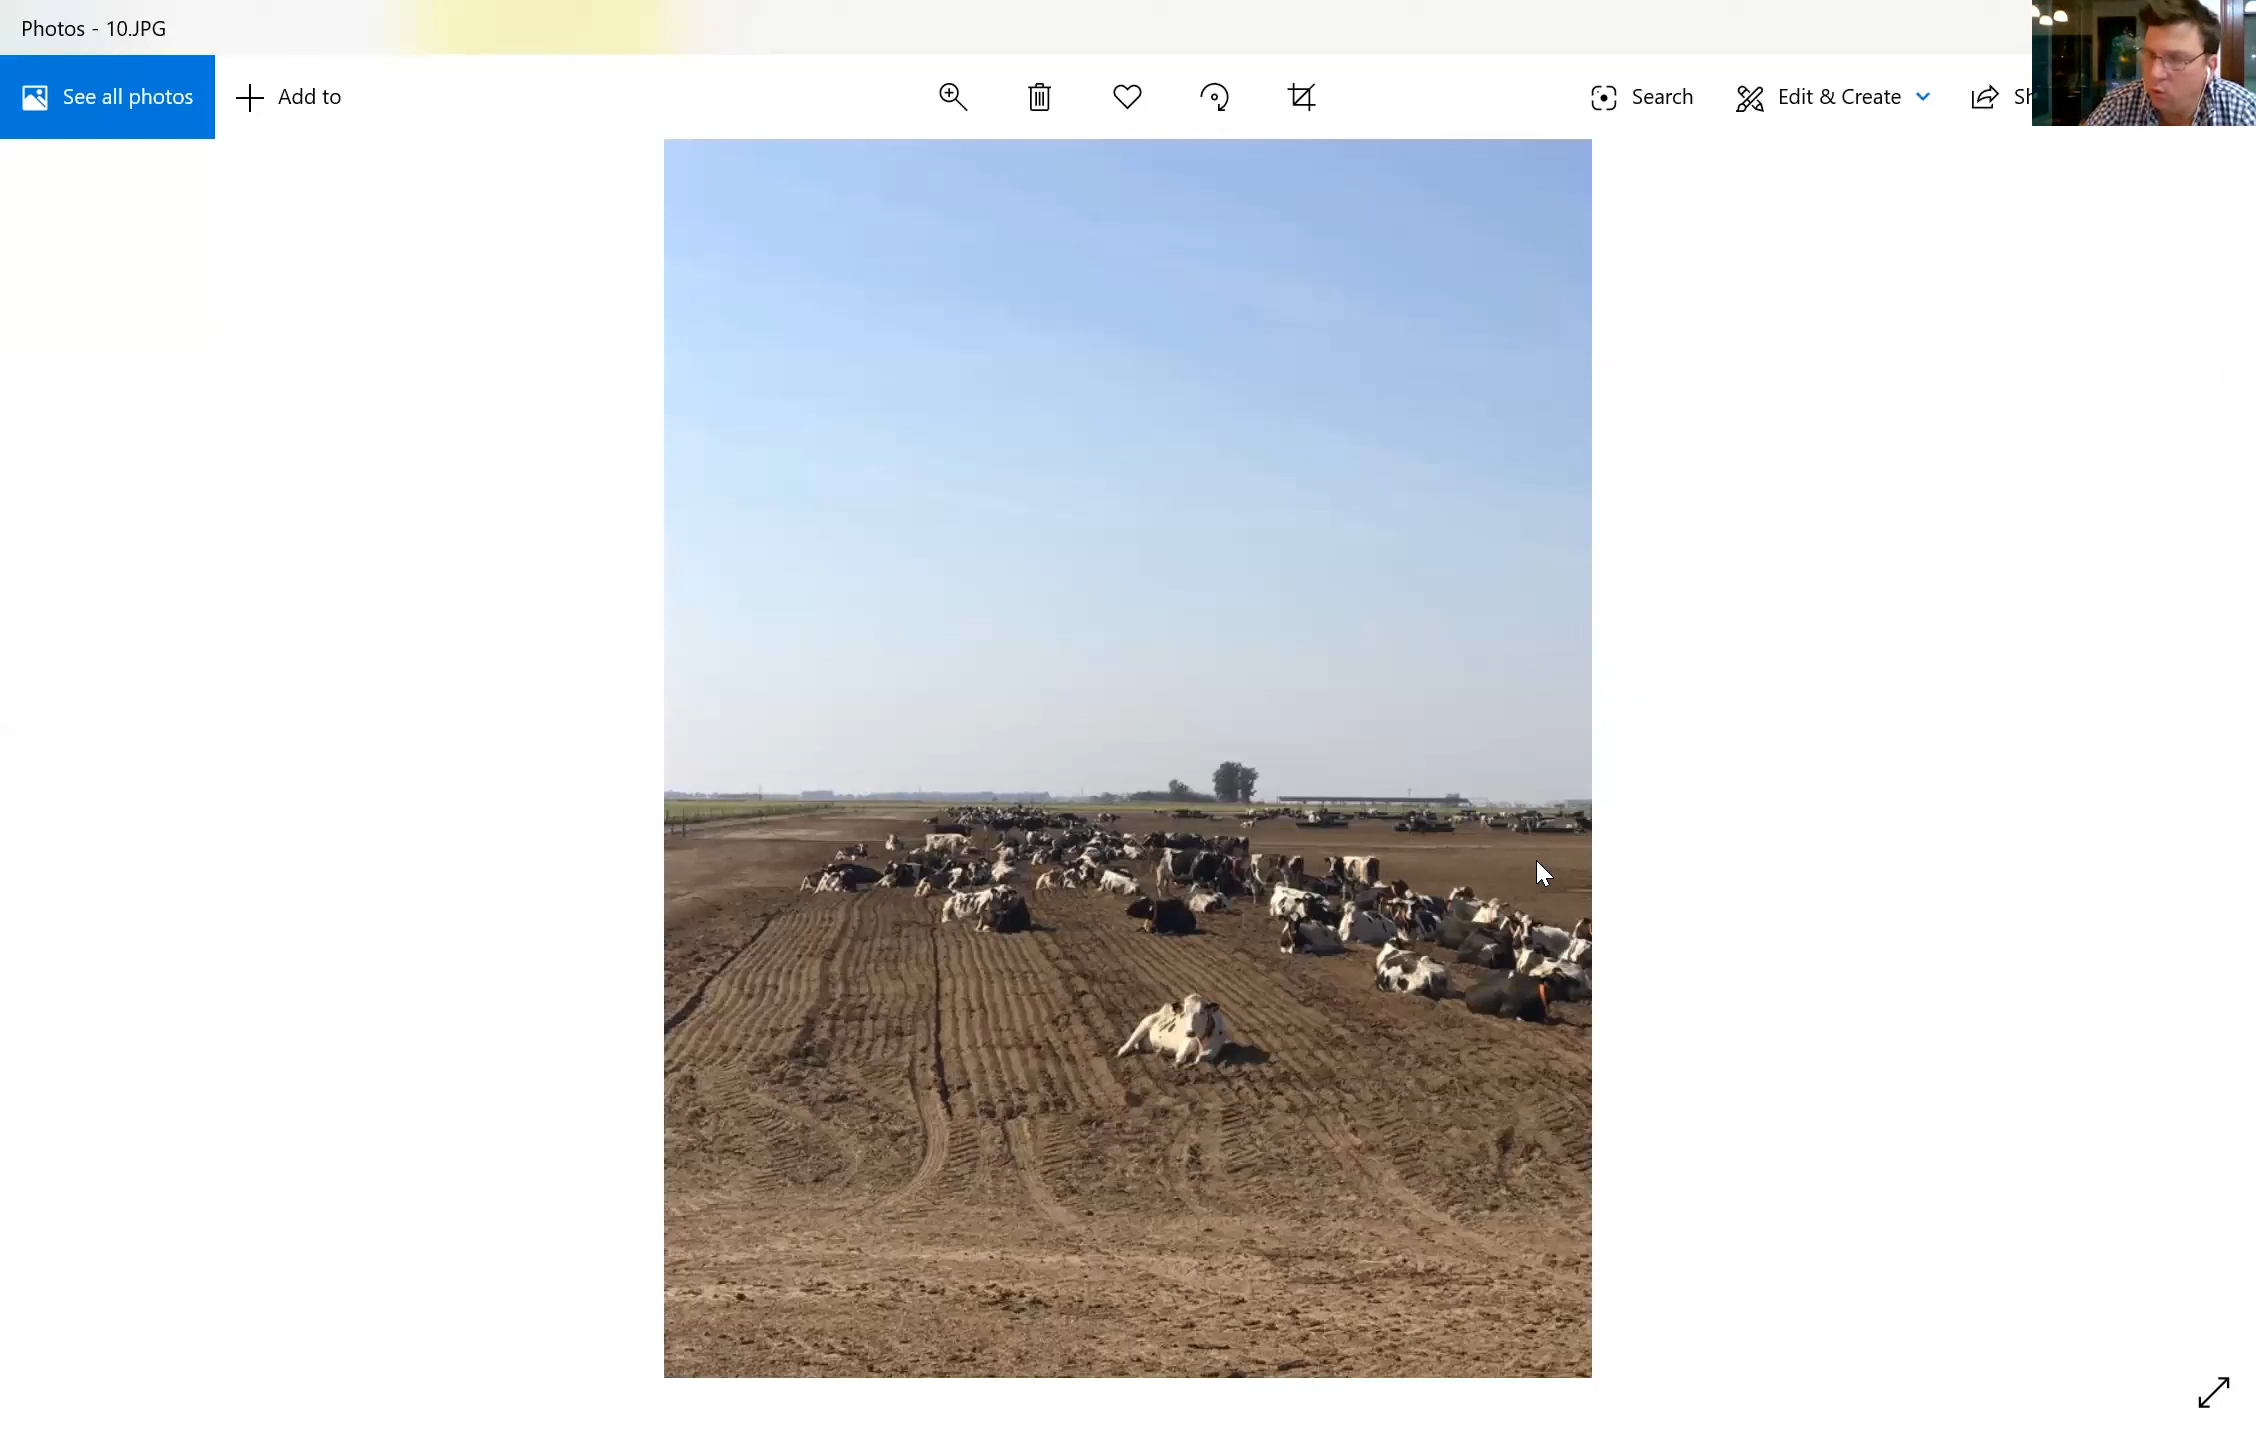 Photos - 10.JPG
See all photos
Add to
Search
Edit & Create